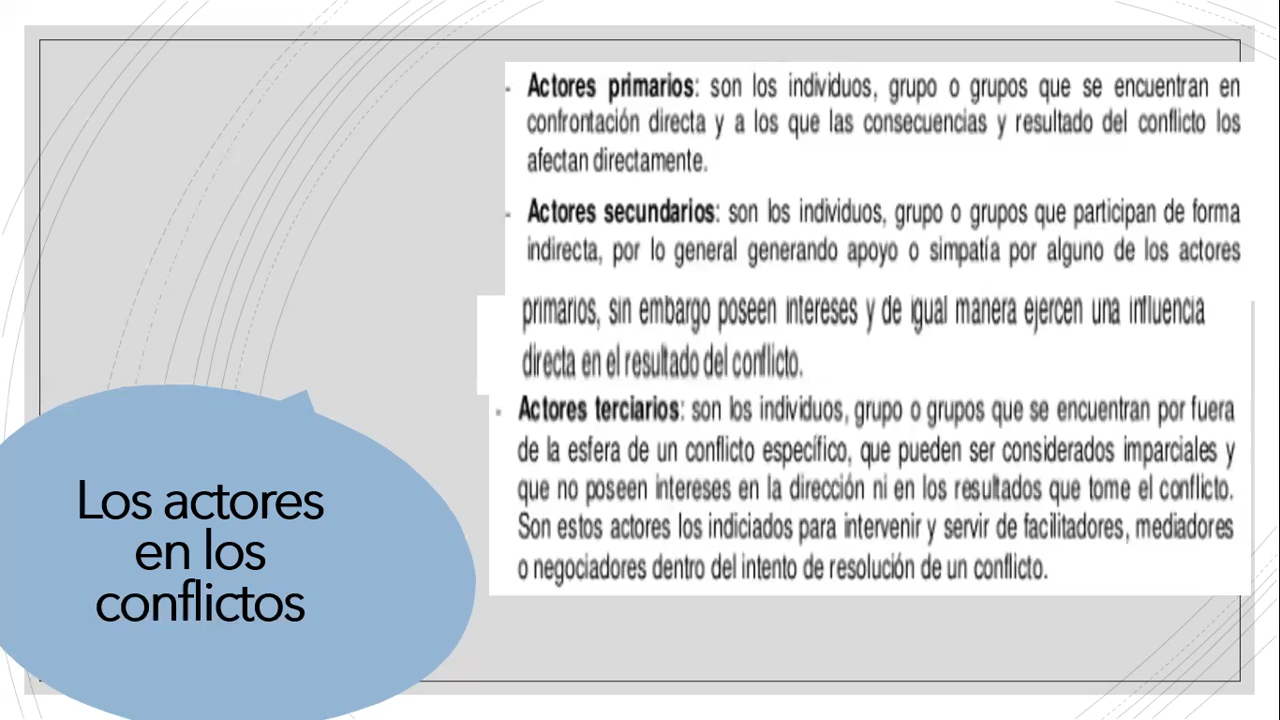 - Actores primarios: son los individuos, grupo o grupos que se encuentran en
confrontación directa y a los que las consecuencias y resultado del conflicto los
afectan directamente.
- Actores secundarios: son los individuos, grupo o grupos que participan de forma
indirecta, por lo general generando apoyo o simpatía por alguno de los actores
primarios, sin embargo poseen intereses y de igual manera ejercen una influencia
directa en el resultado del conflicto.
- Actores terciarios: son los individuos, grupo o grupos que se encuentran por fuera
de la esfera de un conflicto específico, que pueden ser considerados imparciales y
que no poseen intereses en la dirección ni en los resultados que tome el conflicto.
Son estos actores los indiciados para intervenir y servir de facilitadores, mediadores
o negociadores dentro del intento de resolución de un conflicto.
Los actores
en los
conflictos